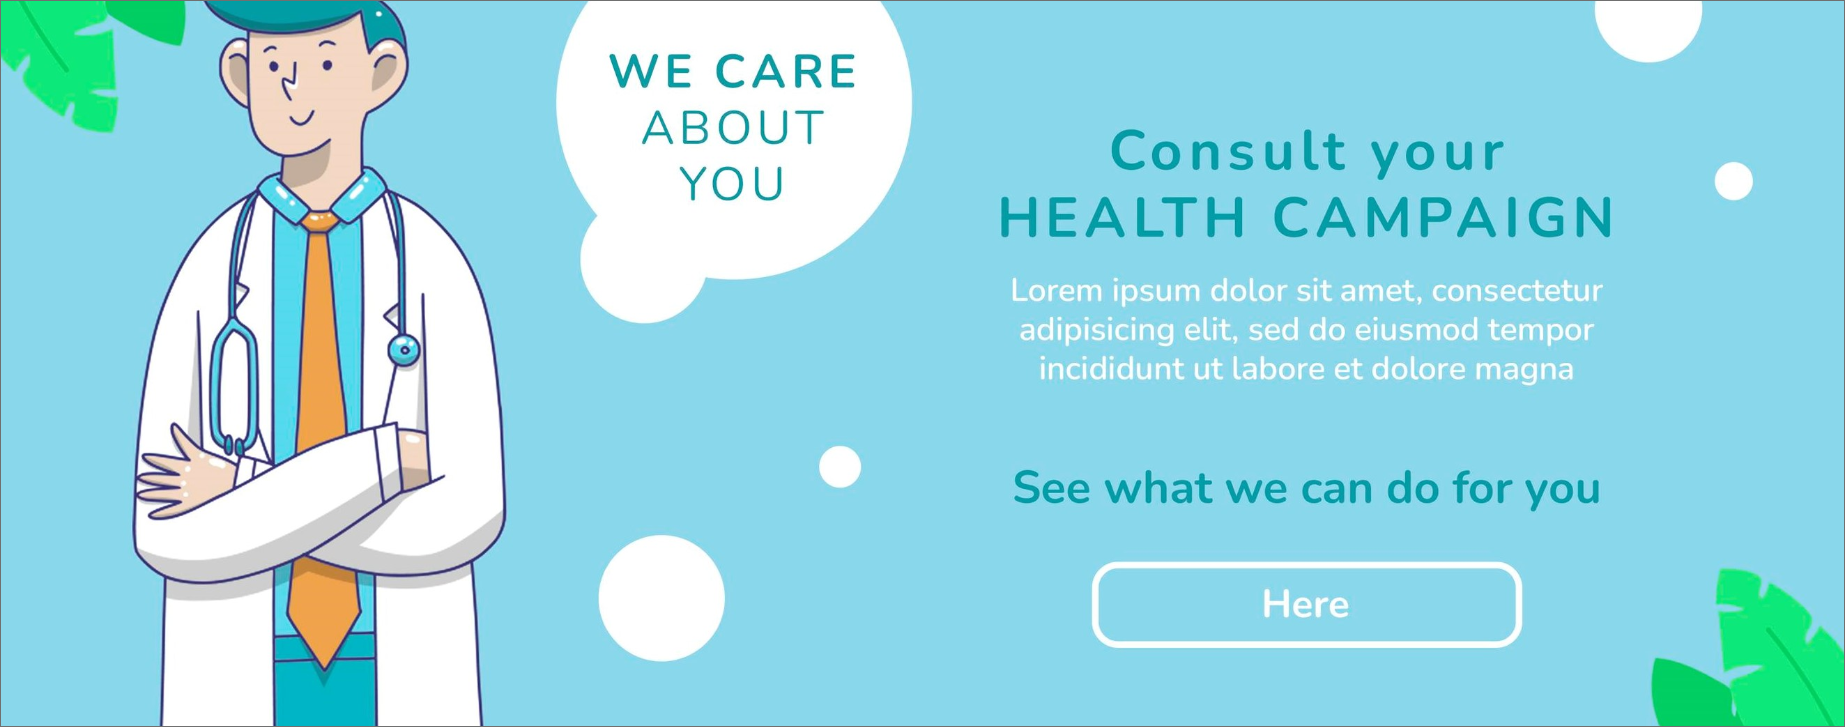 WE CARE
ABOUT
YOU
Consult your
HEALTH CAMPAIGN
Lorem ipsum dolor sit amet, consectetur
adipisicing elit, sed do eiusmod tempor
incididunt ut labore et dolore magna
See what we can do for you
Here